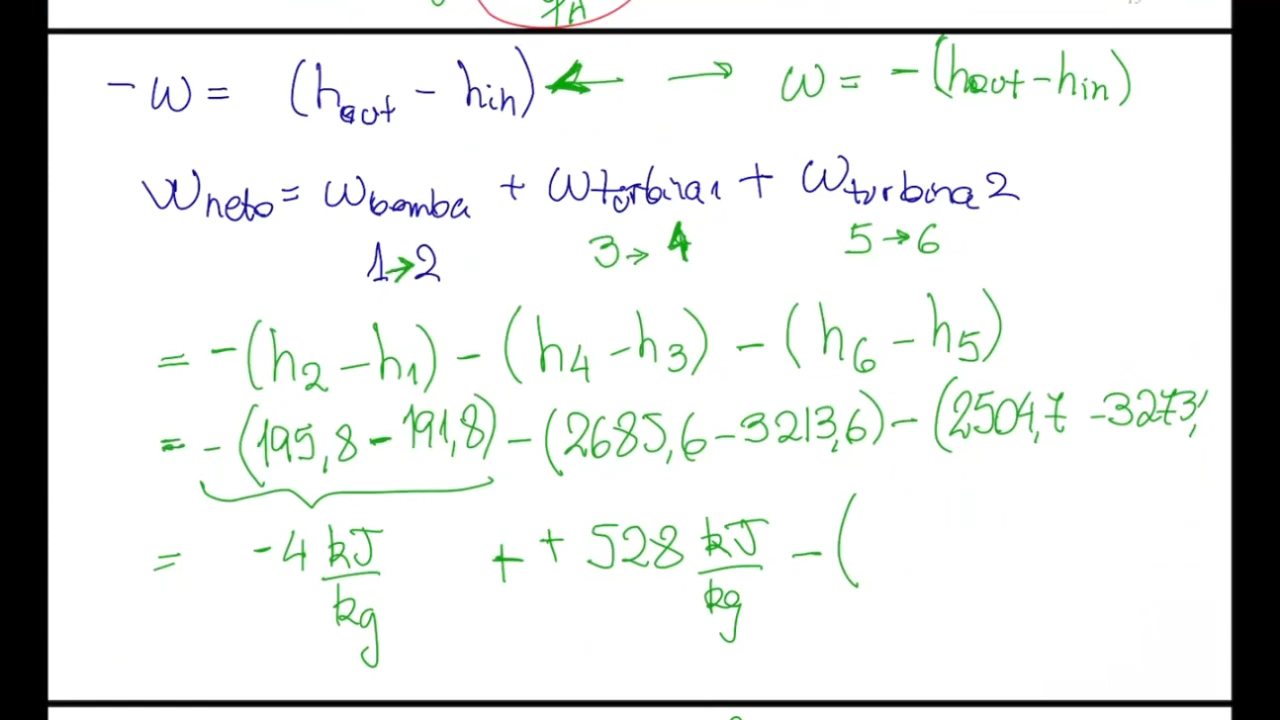 qA
-w = (hout - hin) ← → w = -(hout - hin)
Wneto = Wbomba + Wturbina1 + Wturbina2
1→2 3→4 5→6
= -(h2 - h1) - (h4 - h3) - (h6 - h5)
= -(195,8 - 191,8) - (2685,6 - 3213,6) - (2504,7 - 3273,
= -4 kJ/kg + + 528 kJ/kg - (